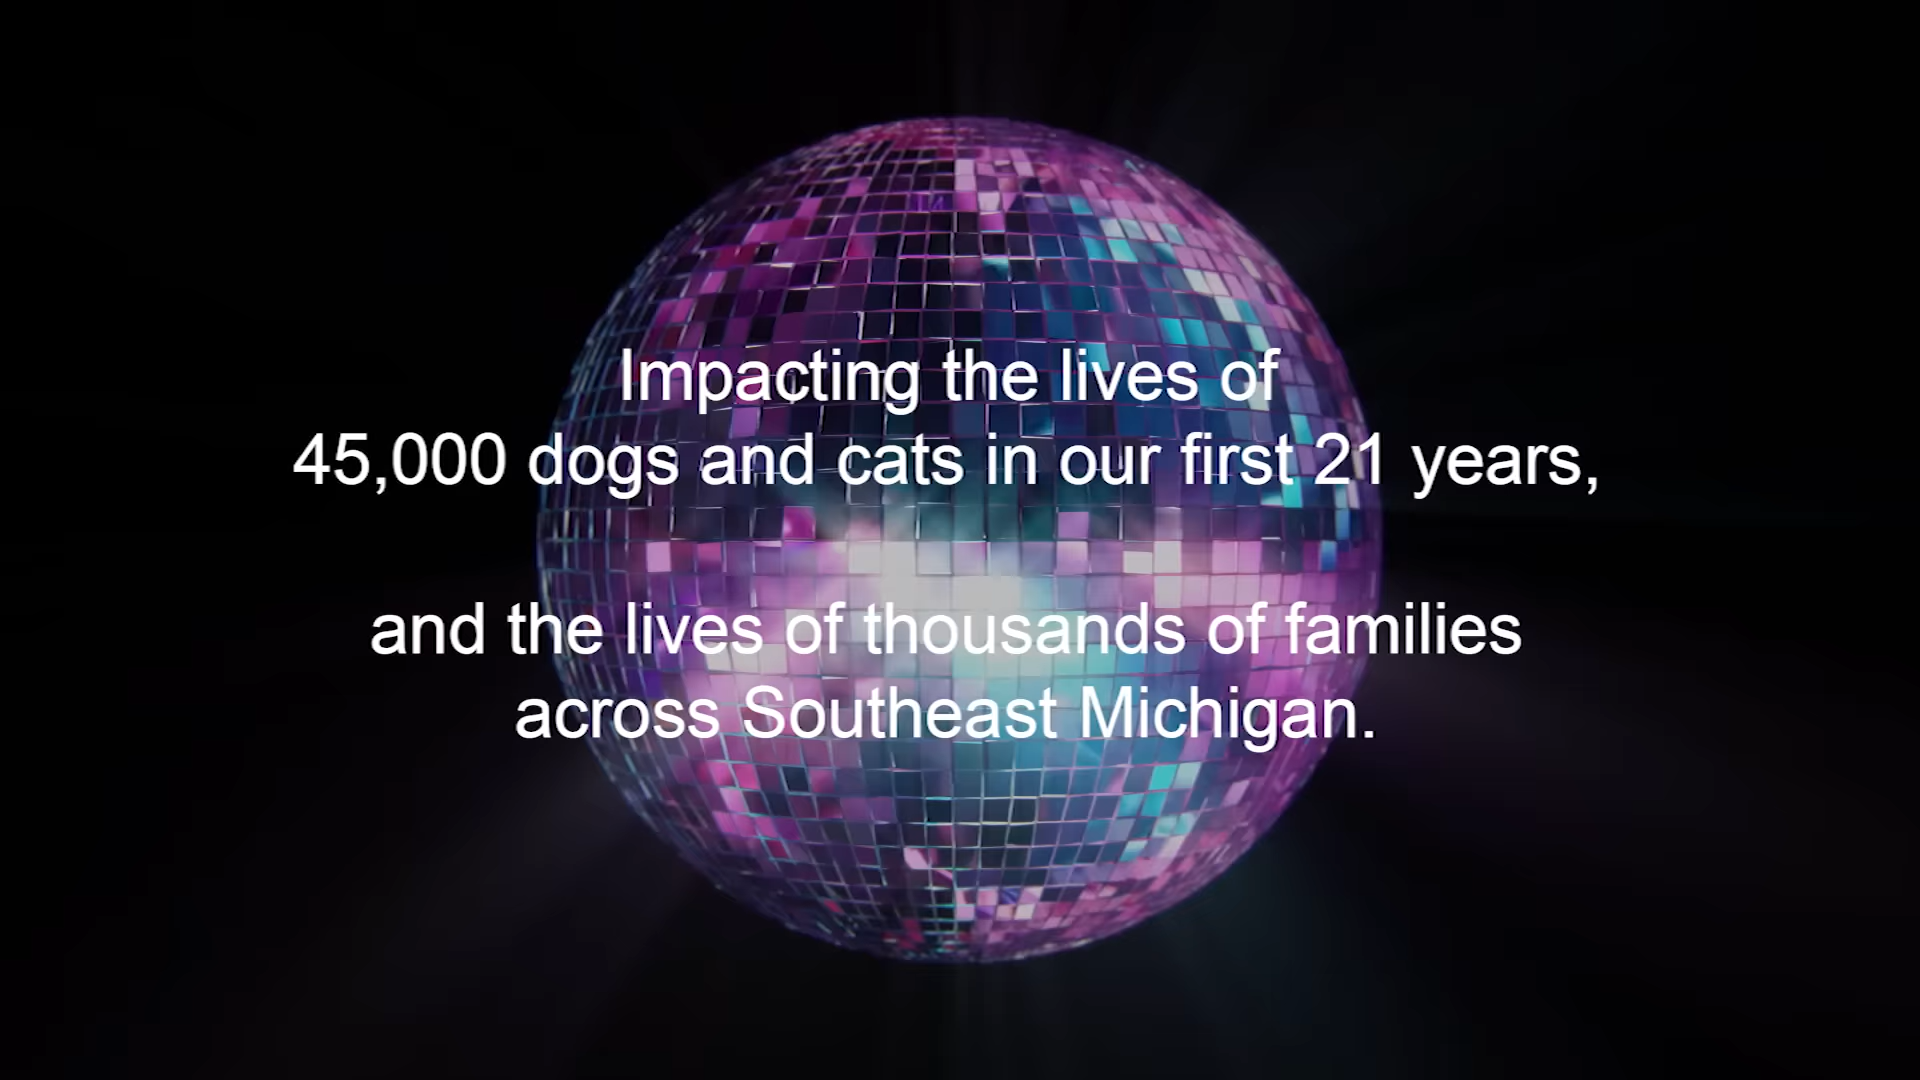 Impacting the lives of
45,000 dogs and cats in our first 21 years,
and the lives of thousands of families
across Southeast Michigan.